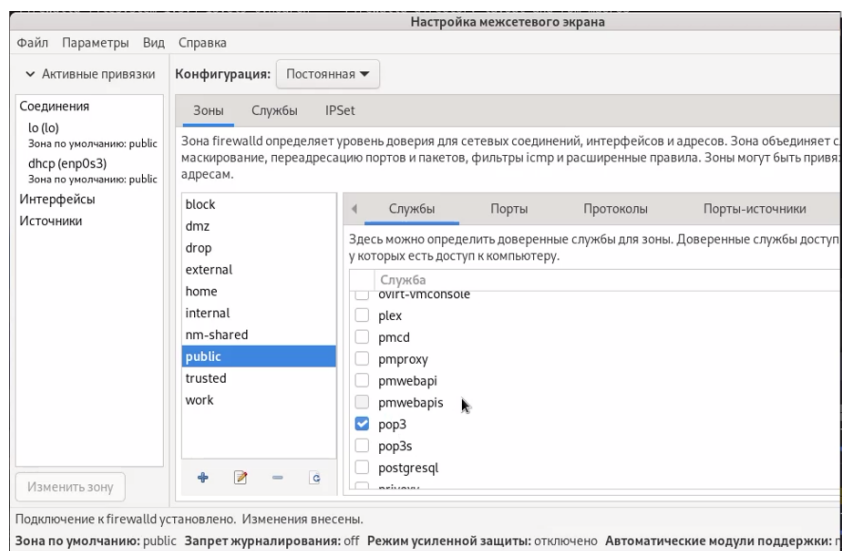 Настройка межсетевого экрана
Файл Параметры Вид Справка
Активные привязки
Конфигурация: Постоянная
Соединения
lo (lo)
Зона по умолчанию: public
dhcp (enp0s3)
Зона по умолчанию: public
Интерфейсы
Источники
Изменить зону
Зоны Службы IPSet
Зона firewalld определяет уровень доверия для сетевых соединений, интерфейсов и адресов. Зона объединяет
маскирование, переадресацию портов и пакетов, фильтры icmp и расширенные правила. Зоны могут быть
адресам.
block
dmz
drop
external
home
internal
nm-shared
public
trusted
work
Службы Порты Протоколы Порты-источники
Здесь можно определить доверенные службы для зоны. Доверенные службы
у которых есть доступ к компьютеру.
Служба
ovirt-vmconsole
plex
pmcd
pmproxy
pmwebapi
pmwebapis
pop3
pop3s
postgresql
privoxy
Подключение к firewalld установлено. Изменения внесены.
Зона по умолчанию: public Запрет журналирования: off Режим усиленной защиты: отключено Автоматические модули поддержки: